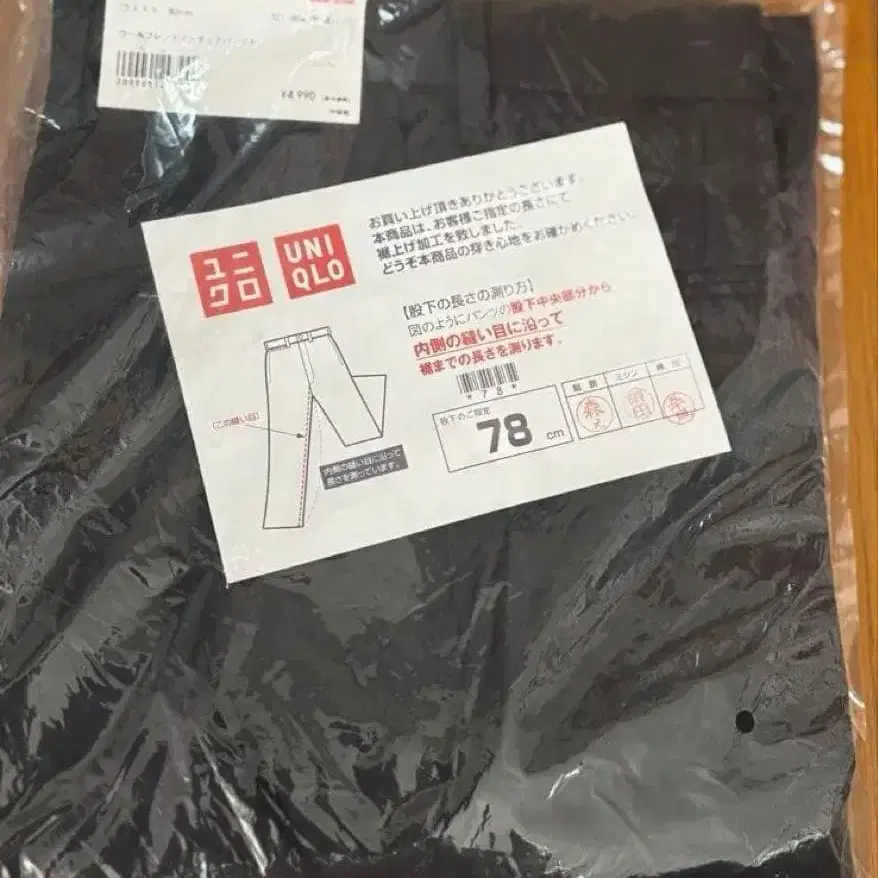 ユニクロ
UNIQLO
お買い上げ頂きありがとうございます。
本商品は、お客様ご指定の長さにて
裾上げ加工を致しました。
どうぞ本商品の穿き心地をお確かめください。
【股下の長さの測り方】
図のようにパンツの股下中央部分から
内側の縫い目に沿って
裾までの長さを測ります。
*78*
(この縫い目)
内側の縫い目に沿って
長さを測っています。
股下のご指定
78 cm
ミシン